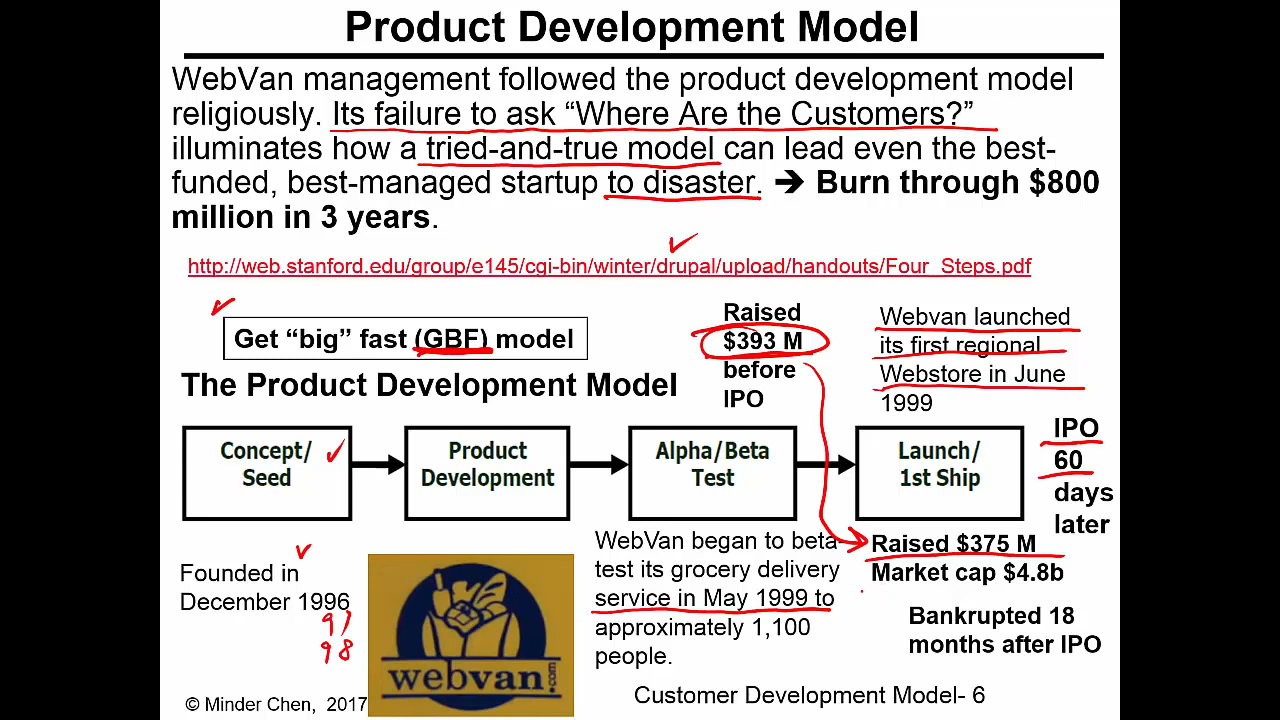 Product Development Model
WebVan management followed the product development model
religiously. Its failure to ask “Where Are the Customers?”
illuminates how a tried-and-true model can lead even the best-
funded, best-managed startup to disaster. ➔ Burn through $800
million in 3 years.
http://web.stanford.edu/group/e145/cgi-bin/winter/drupal/upload/handouts/Four_Steps.pdf
Get “big” fast (GBF) model
Raised
$393 M
before
IPO
Webvan launched
its first regional
Webstore in June
1999
The Product Development Model
Concept/
Seed
Product
Development
Alpha/Beta
Test
Launch/
1st Ship
IPO
60
days
later
Founded in
December 1996
97
98
webvan.com
WebVan began to beta-
test its grocery delivery
service in May 1999 to
approximately 1,100
people.
Raised $375 M
Market cap $4.8b
Bankrupted 18
months after IPO
© Minder Chen, 2017
Customer Development Model- 6